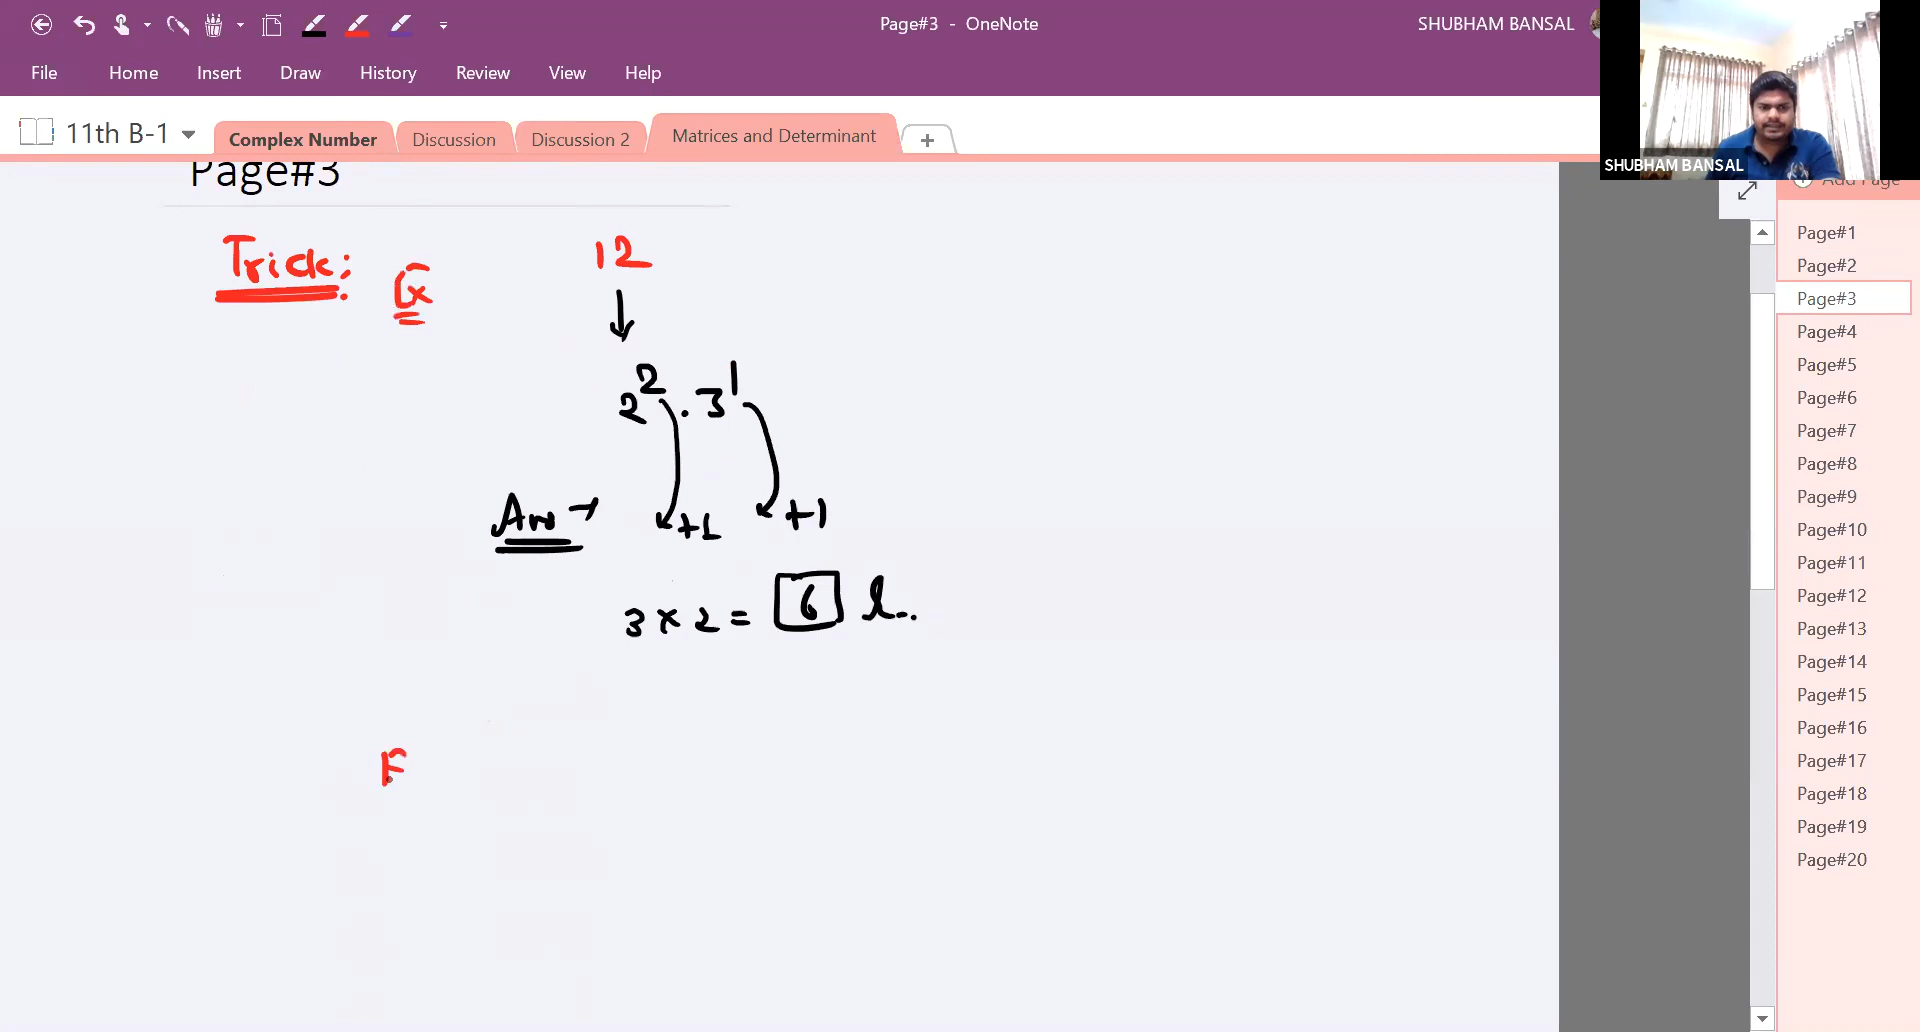 Page#3 - OneNote
SHUBHAM BANSAL
File Home Insert Draw History Review View Help
11th B-1
Complex Number Discussion Discussion 2 Matrices and Determinant +
SHUBHAM BANSAL
Add Page
Page#3
Trick:
Ex
12
2² . 3¹
Ans →
+1 +1
3 × 2 = 6
F
Page#1
Page#2
Page#3
Page#4
Page#5
Page#6
Page#7
Page#8
Page#9
Page#10
Page#11
Page#12
Page#13
Page#14
Page#15
Page#16
Page#17
Page#18
Page#19
Page#20